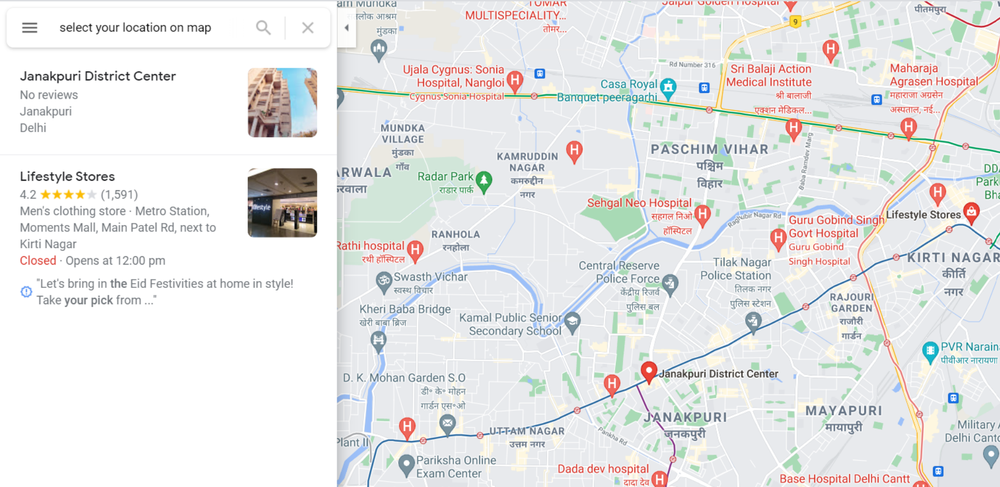 select your location on map
Janakpuri District Center
No reviews
Janakpuri
Delhi
Lifestyle Stores
4.2 (1,591)
Men's clothing store · Metro Station,
Moments Mall, Main Patel Rd, next to
Kirti Nagar
Closed · Opens at 12:00 pm
"Let's bring in the Eid Festivities at home in style!
Take your pick from ..."
lifestyle
am Mundka
सतलोक आश्रम
मुंडका
TOMAR
MULTISPECIALITY...
तोमर...
Jaipur Golden Hospital
पीतमपुरा
9
Rd Number 316
Ujala Cygnus: Sonia
Hospital, Nangloi
Cygnus Sonia Hospital
Casa Royal
Banquet peeragarhi
Sri Balaji Action
Medical Institute
श्री बालाजी
एक्शन मेडिकल...
Maharaja
Agrasen Hospital
महाराजा अग्रसेन
अस्पताल, नई...
MUNDKA
VILLAGE
मुंडका
गाँव
KAMRUDDIN
NAGAR
कमरुद्दीन
नगर
PASCHIM VIHAR
पश्चिम
विहार
Baba Ramdev Marg
ARWALA
करवाला
Radar Park
राडार पार्क
DDA
Park
Bha
Sehgal Neo Hospital
सहगल निओ
हॉस्पिटल
Raghubir Nagar Rd
Guru Gobind Singh
Govt Hospital
Guru Gobind
Singh Hospital
Lifestyle Stores
RANHOLA
रनहोला
Rathi hospital
रथी हॉस्पिटल
KIRTI NAGAR
कीर्ति
नगर
Swasth Vichar
स्वस्थ विचार
Central Reserve
Police Force
केंद्रीय रिजर्व
पुलिस बल
Tilak Nagar
Police Station
तिलक नगर
पुलिस स्टेशन
RAJOURI
GARDEN
राजौरी
गार्डन
Kheri Baba Bridge
खेरी बाबा ब्रिज
Kamal Public Senior
Secondary School
PVR Narain
पीवीआर नारायणा
D. K. Mohan Garden S.O
डी॰ के॰ मोहन
गार्डन एस॰ओ
Janakpuri District Center
JANAKPURI
जनकपुरी
MAYAPURI
मायापुरी
Military
Delhi Canto
Plant II
UTTAM NAGAR
उत्तम नगर
Pankha Rd
Pariksha Online
Exam Center
Dada dev hospital
दादा देव
Base Hospital Delhi Cantt